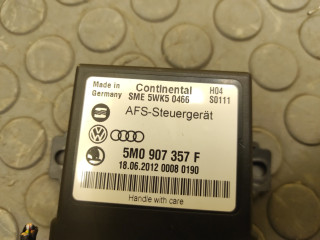 Made in Germany
Continental
H04
SME 5WK5 0466
S0111
AFS-Steuergerät
5M0 907 357 F
18.06.2012 0008 0190
Handle with care